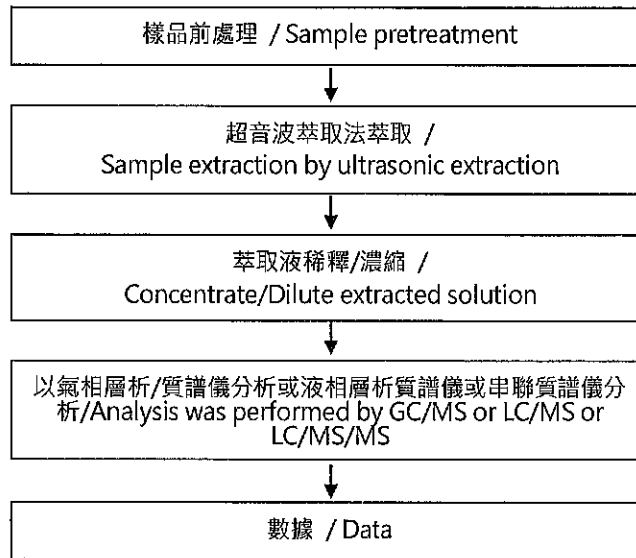 樣品前處理 / Sample pretreatment
超音波萃取法萃取 /
Sample extraction by ultrasonic extraction
萃取液稀釋/濃縮 /
Concentrate/Dilute extracted solution
以氣相層析/質譜儀分析或液相層析質譜儀或串聯質譜儀分
析/Analysis was performed by GC/MS or LC/MS or
LC/MS/MS
數據 / Data